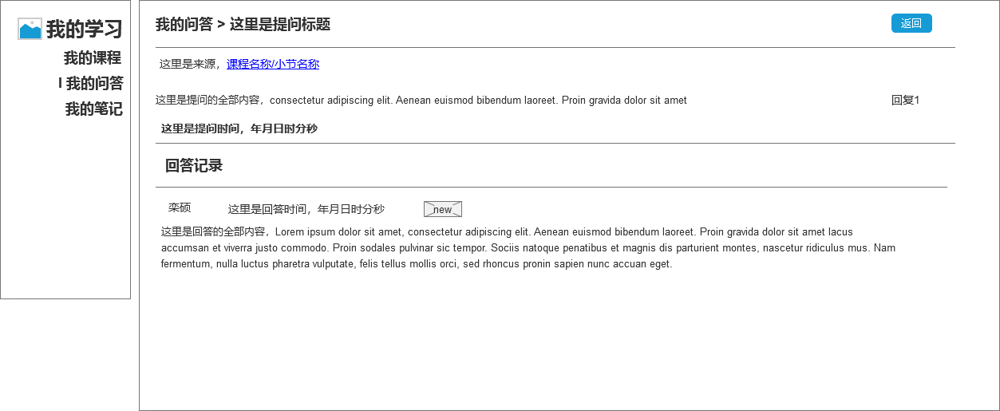 我的学习
我的课程
I 我的问答
我的笔记
我的问答 > 这里是提问标题
返回
这里是来源，课程名称/小节名称
这里是提问的全部内容，consectetur adipiscing elit. Aenean euismod bibendum laoreet. Proin gravida dolor sit amet
回复1
这里是提问时间，年月日时分秒
回答记录
栾硕
这里是回答时间，年月日时分秒
new
这里是回答的全部内容，Lorem ipsum dolor sit amet, consectetur adipiscing elit. Aenean euismod bibendum laoreet. Proin gravida dolor sit amet lacus
accumsan et viverra justo commodo. Proin sodales pulvinar sic tempor. Sociis natoque penatibus et magnis dis parturient montes, nascetur ridiculus mus. Nam
fermentum, nulla luctus pharetra vulputate, felis tellus mollis orci, sed rhoncus pronin sapien nunc accuan eget.